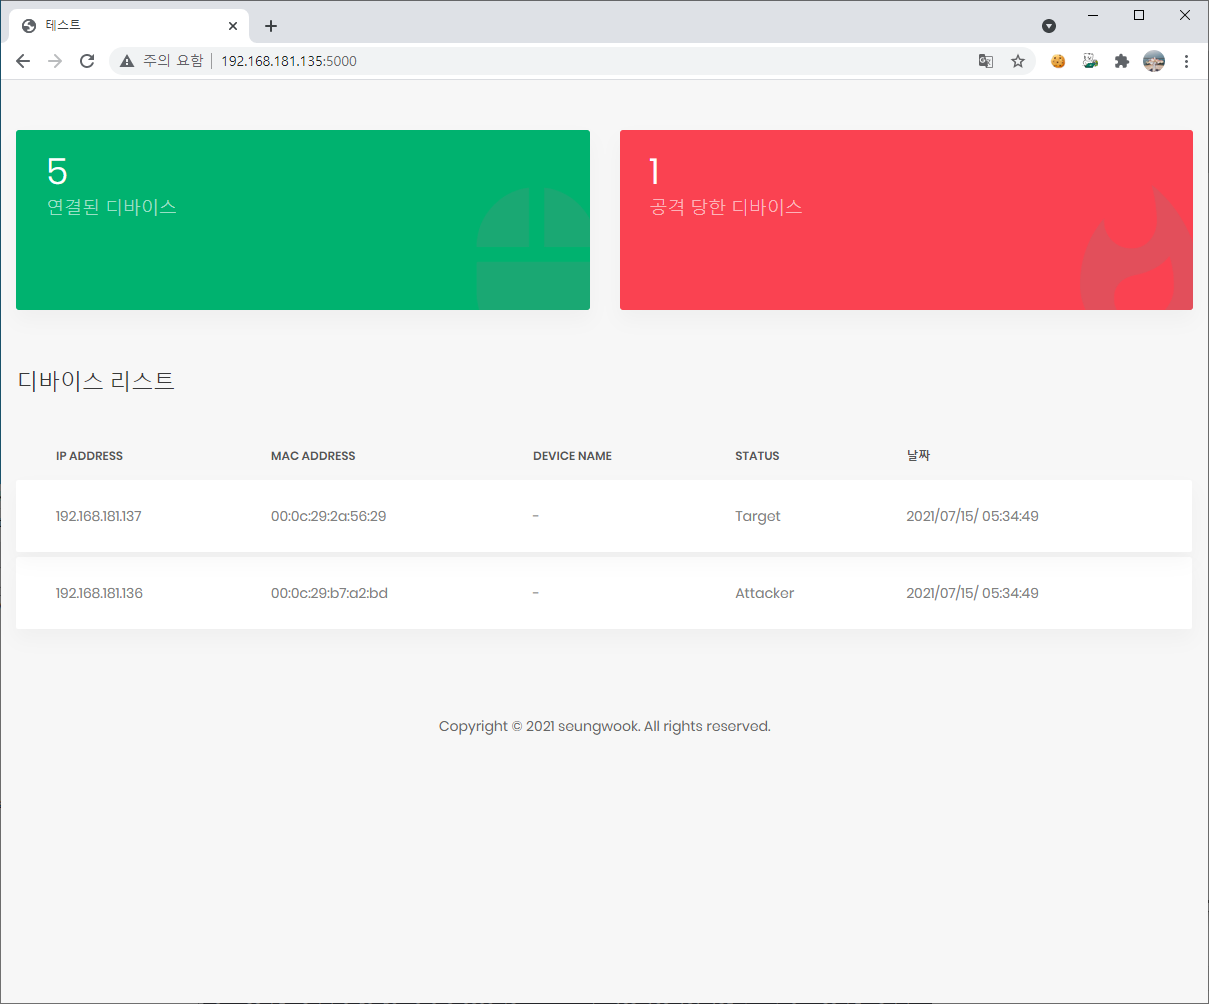 테스트
주의 요함 192.168.181.135:5000
5
연결된 디바이스
1
공격 당한 디바이스
디바이스 리스트
IP ADDRESS MAC ADDRESS DEVICE NAME STATUS 날짜
192.168.181.137 00:0c:29:2a:56:29 - Target 2021/07/15/ 05:34:49
192.168.181.136 00:0c:29:b7:a2:bd - Attacker 2021/07/15/ 05:34:49
Copyright © 2021 seungwook. All rights reserved.